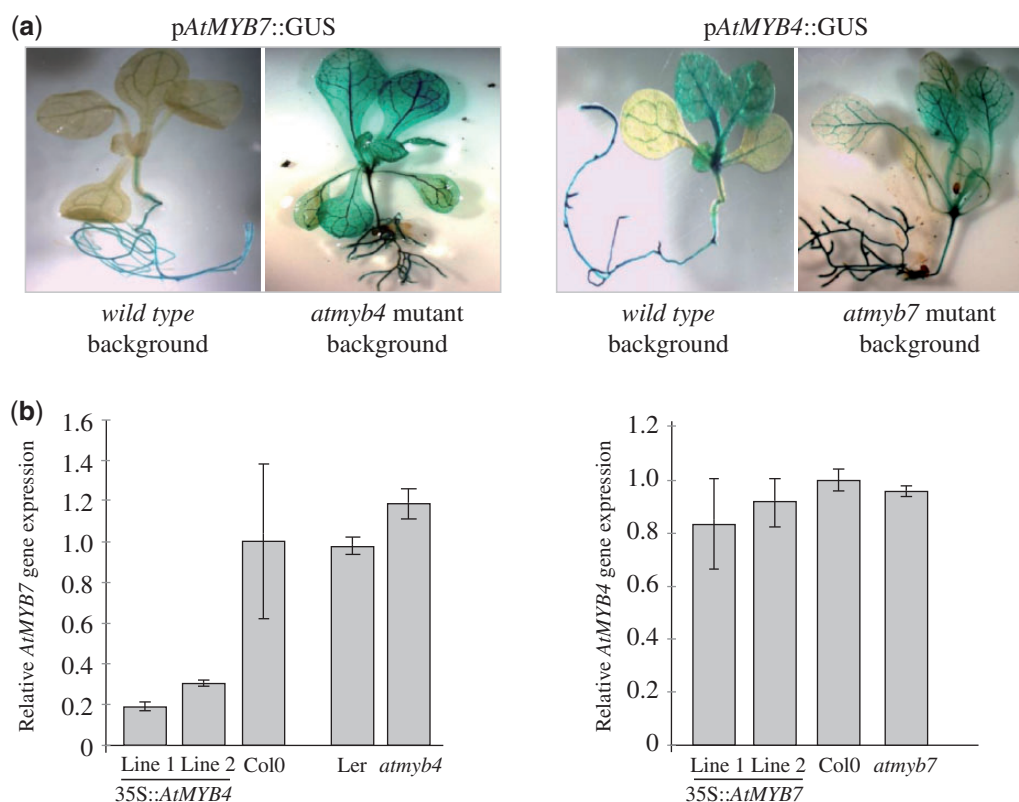 (a)
pAtMYB7::GUS
pAtMYB4::GUS
wild type
background
atmyb4 mutant
background
wild type
background
atmyb7 mutant
background
(b)
Relative AtMYB7 gene expression
1.6
1.4
1.2
1.0
0.8
0.6
0.4
0.2
0
Line 1 Line 2 Col0 Ler atmyb4
35S::AtMYB4
Relative AtMYB4 gene expression
1.2
1.0
0.8
0.6
0.4
0.2
0
Line 1 Line 2 Col0 atmyb7
35S::AtMYB7